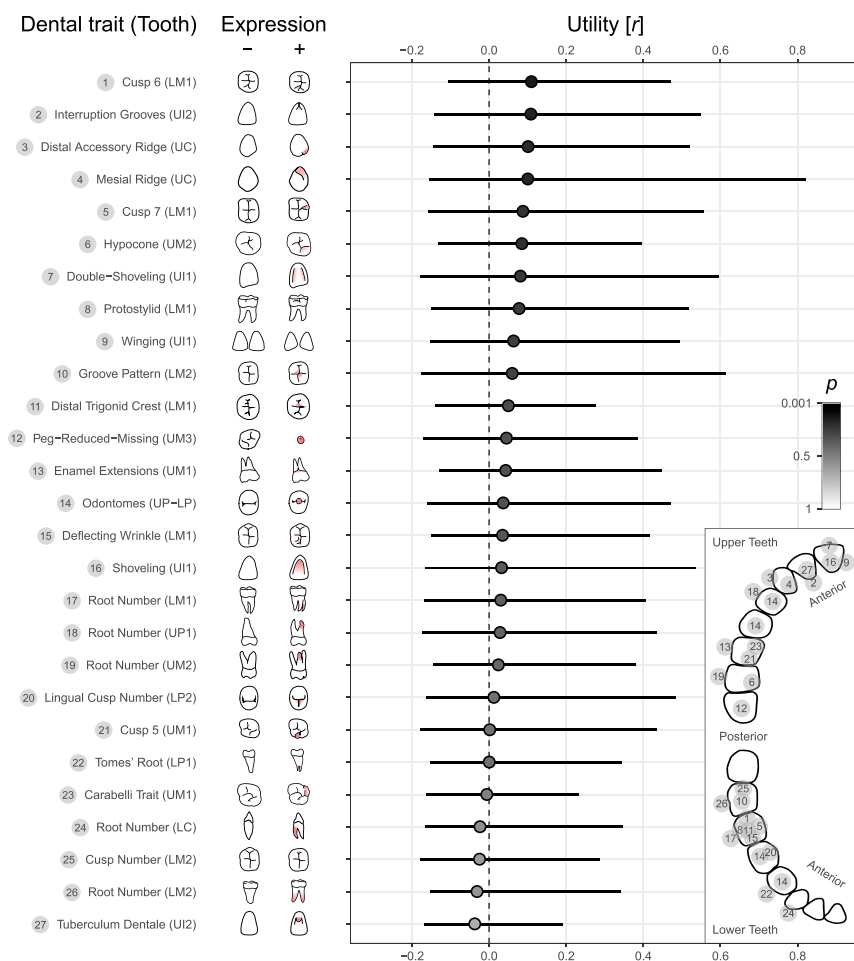 Dental trait (Tooth) Expression Utility [r]
− +
−0.2 0.0 0.2 0.4 0.6 0.8
1 Cusp 6 (LM1)
2 Interruption Grooves (UI2)
3 Distal Accessory Ridge (UC)
4 Mesial Ridge (UC)
5 Cusp 7 (LM1)
6 Hypocone (UM2)
7 Double−Shoveling (UI1)
8 Protostylid (LM1)
9 Winging (UI1)
10 Groove Pattern (LM2)
11 Distal Trigonid Crest (LM1)
12 Peg−Reduced−Missing (UM3)
13 Enamel Extensions (UM1)
14 Odontomes (UP−LP)
15 Deflecting Wrinkle (LM1)
16 Shoveling (UI1)
17 Root Number (LM1)
18 Root Number (UP1)
19 Root Number (UM2)
20 Lingual Cusp Number (LP2)
21 Cusp 5 (UM1)
22 Tomes' Root (LP1)
23 Carabelli Trait (UM1)
24 Root Number (LC)
25 Cusp Number (LM2)
26 Root Number (LM2)
27 Tuberculum Dentale (UI2)
−0.2 0.0 0.2 0.4 0.6 0.8
p
0.001
0.5
1
Upper Teeth
7
16 9
27
3 4 2
Anterior
18 14
14
13 23
21
19 6
12
Posterior
25
26 10
1
8 11 5
17 15
14 20
Anterior
14
22
24
Lower Teeth